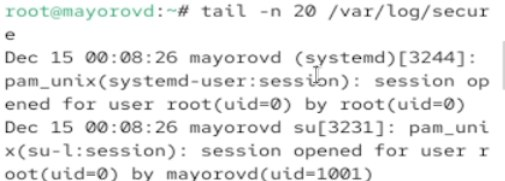 root@mayorovd:~# tail -n 20 /var/log/secur
e
Dec 15 00:08:26 mayorovd (systemd)[3244]:
pam_unix(systemd-user:session): session op
ened for user root(uid=0) by root(uid=0)
Dec 15 00:08:26 mayorovd su[3231]: pam_uni
x(su-l:session): session opened for user r
oot(uid=0) by mayorovd(uid=1001)